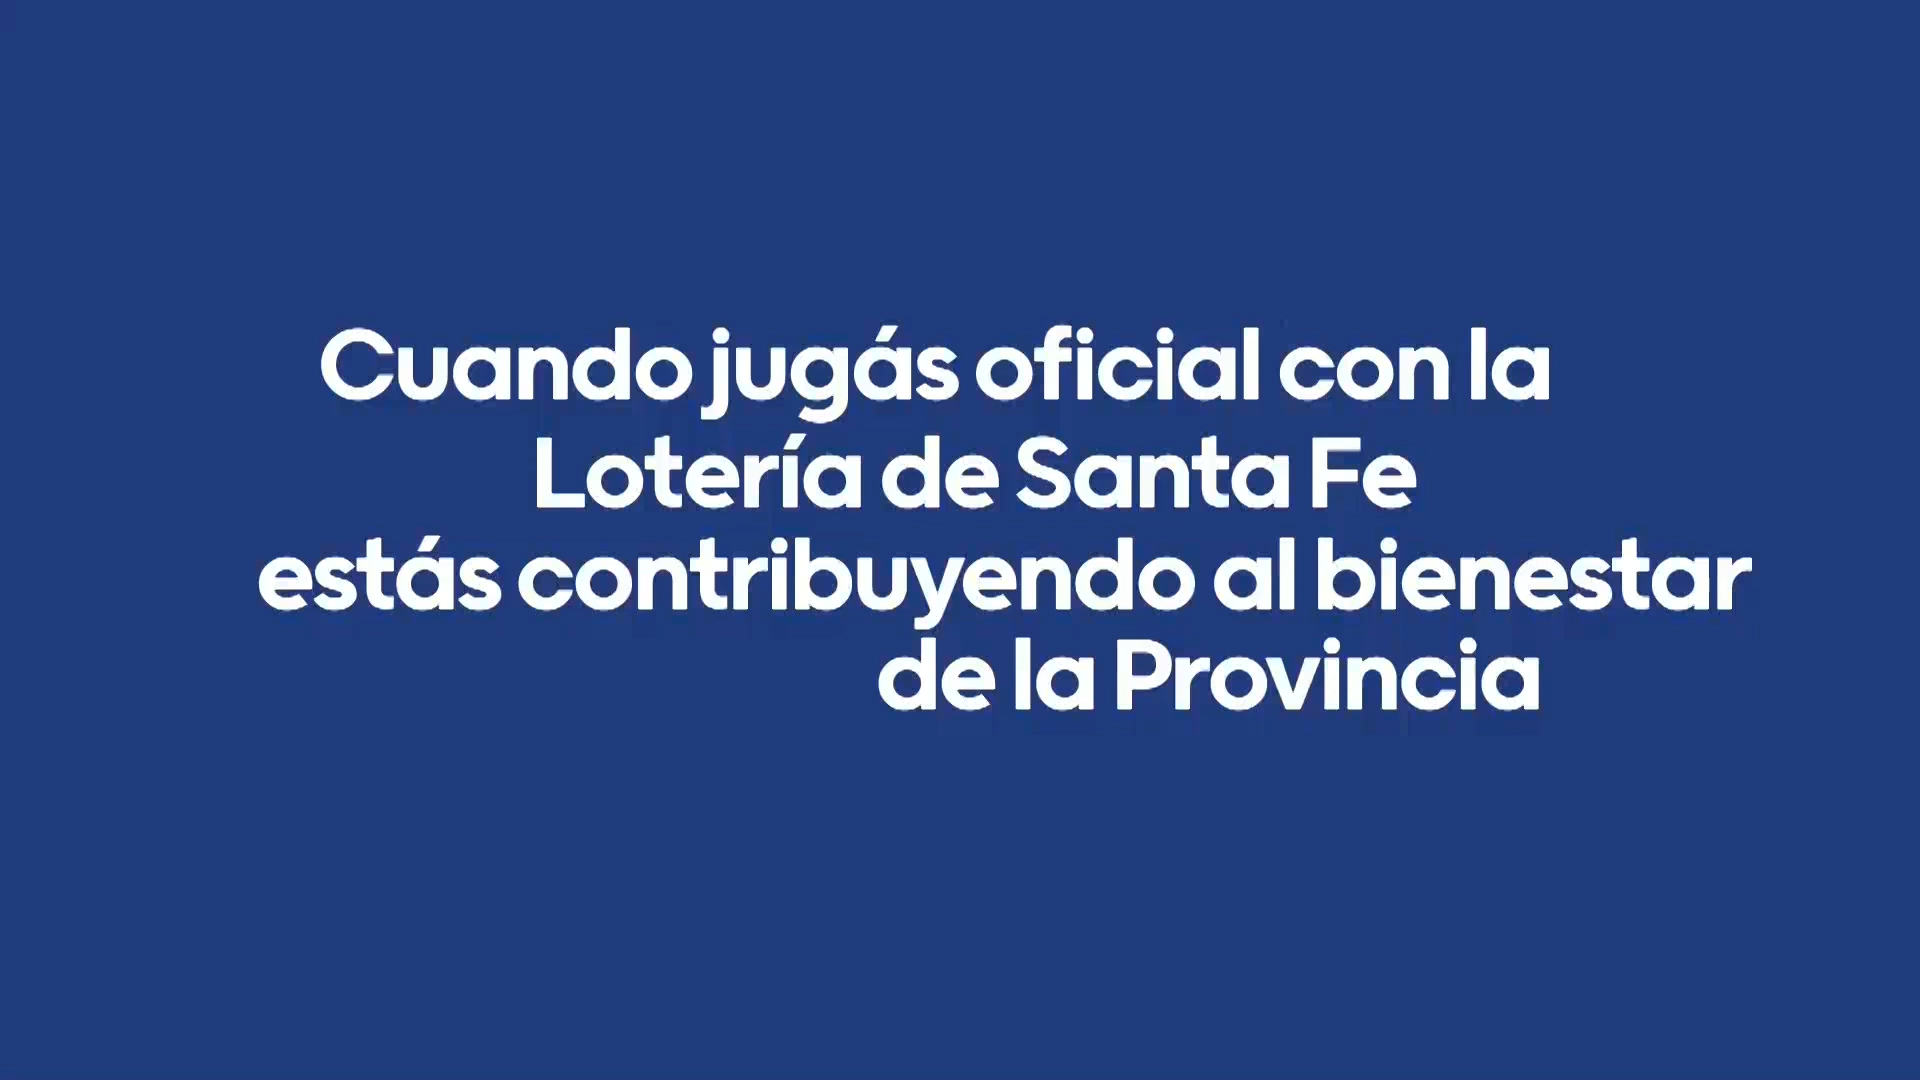 Cuando jugás oficial con la
Lotería de Santa Fe
estás contribuyendo al bienestar
de la Provincia